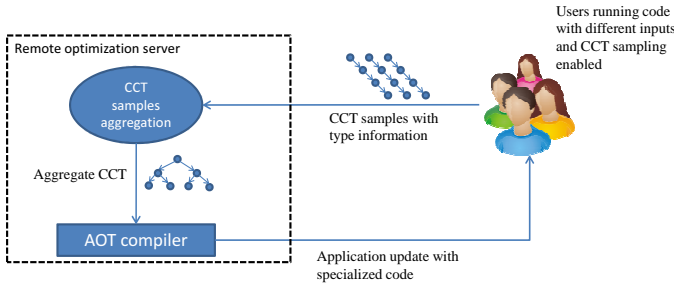 Users running code
with different inputs
and CCT sampling
enabled
Remote optimization server
CCT
samples
aggregation
CCT samples with
type information
Aggregate CCT
AOT compiler
Application update with
specialized code